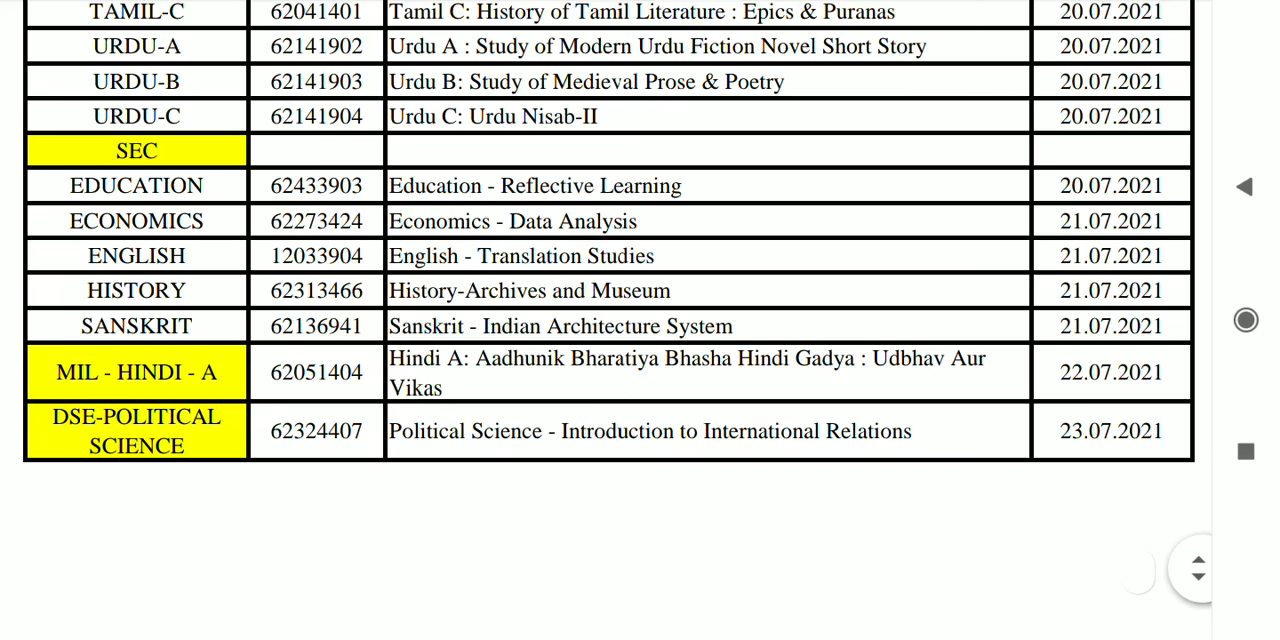 TAMIL-C 62041401 Tamil C: History of Tamil Literature : Epics & Puranas 20.07.2021
URDU-A 62141902 Urdu A : Study of Modern Urdu Fiction Novel Short Story 20.07.2021
URDU-B 62141903 Urdu B: Study of Medieval Prose & Poetry 20.07.2021
URDU-C 62141904 Urdu C: Urdu Nisab-II 20.07.2021
SEC
EDUCATION 62433903 Education - Reflective Learning 20.07.2021
ECONOMICS 62273424 Economics - Data Analysis 21.07.2021
ENGLISH 12033904 English - Translation Studies 21.07.2021
HISTORY 62313466 History-Archives and Museum 21.07.2021
SANSKRIT 62136941 Sanskrit - Indian Architecture System 21.07.2021
MIL - HINDI - A 62051404 Hindi A: Aadhunik Bharatiya Bhasha Hindi Gadya : Udbhav Aur
Vikas 22.07.2021
DSE-POLITICAL
SCIENCE 62324407 Political Science - Introduction to International Relations 23.07.2021